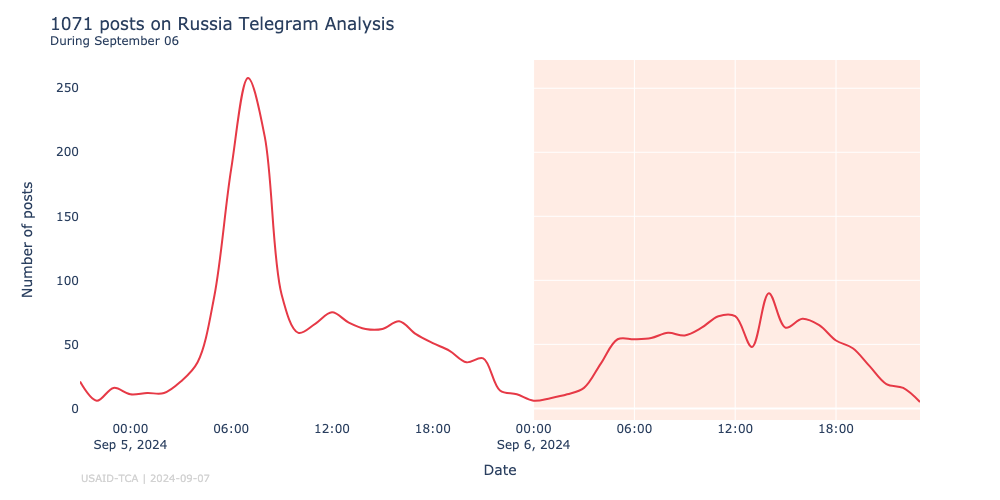 1071 posts on Russia Telegram Analysis
During September 06
250
200
150
100
50
0
Number of posts
00:00 06:00 12:00 18:00 00:00 06:00 12:00 18:00
Sep 5, 2024 Sep 6, 2024
Date
USAID-TCA | 2024-09-07